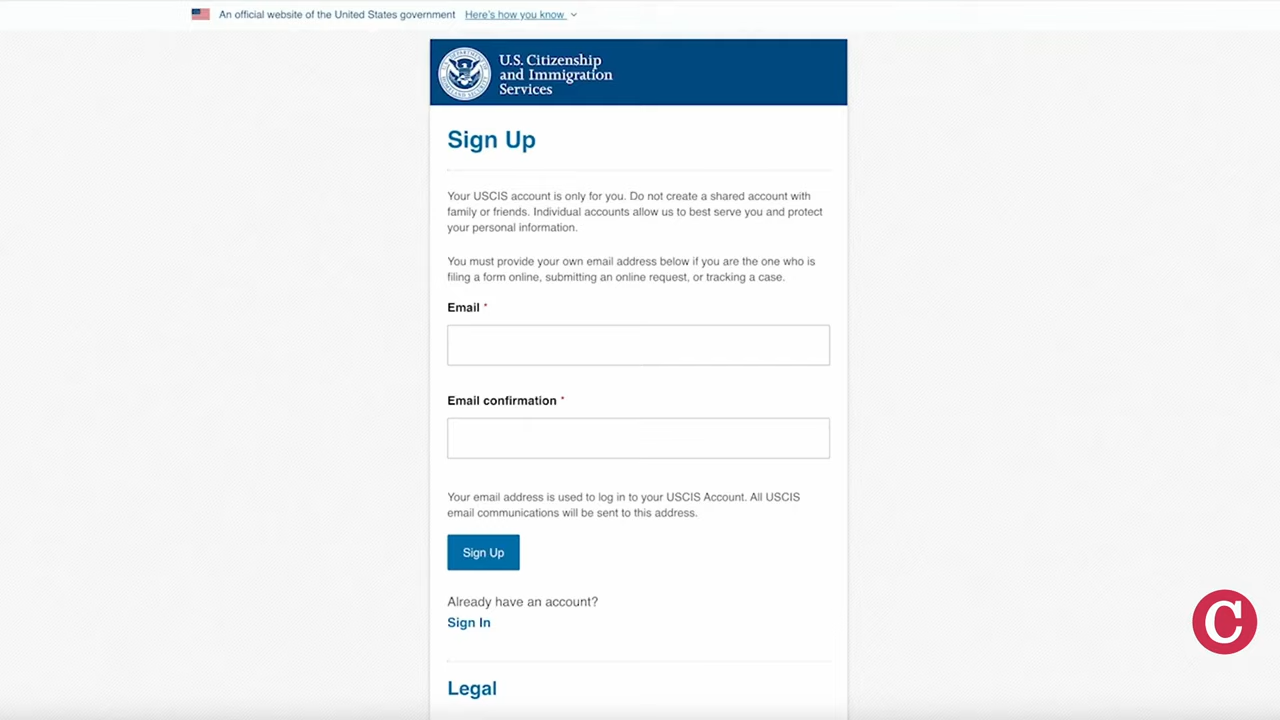 An official website of the United States government Here's how you know
U.S. Citizenship
and Immigration
Services
Sign Up
Your USCIS account is only for you. Do not create a shared account with
family or friends. Individual accounts allow us to best serve you and protect
your personal information.
You must provide your own email address below if you are the one who is
filing a form online, submitting an online request, or tracking a case.
Email *
Email confirmation *
Your email address is used to log in to your USCIS Account. All USCIS
email communications will be sent to this address.
Sign Up
Already have an account?
Sign In
C
Legal